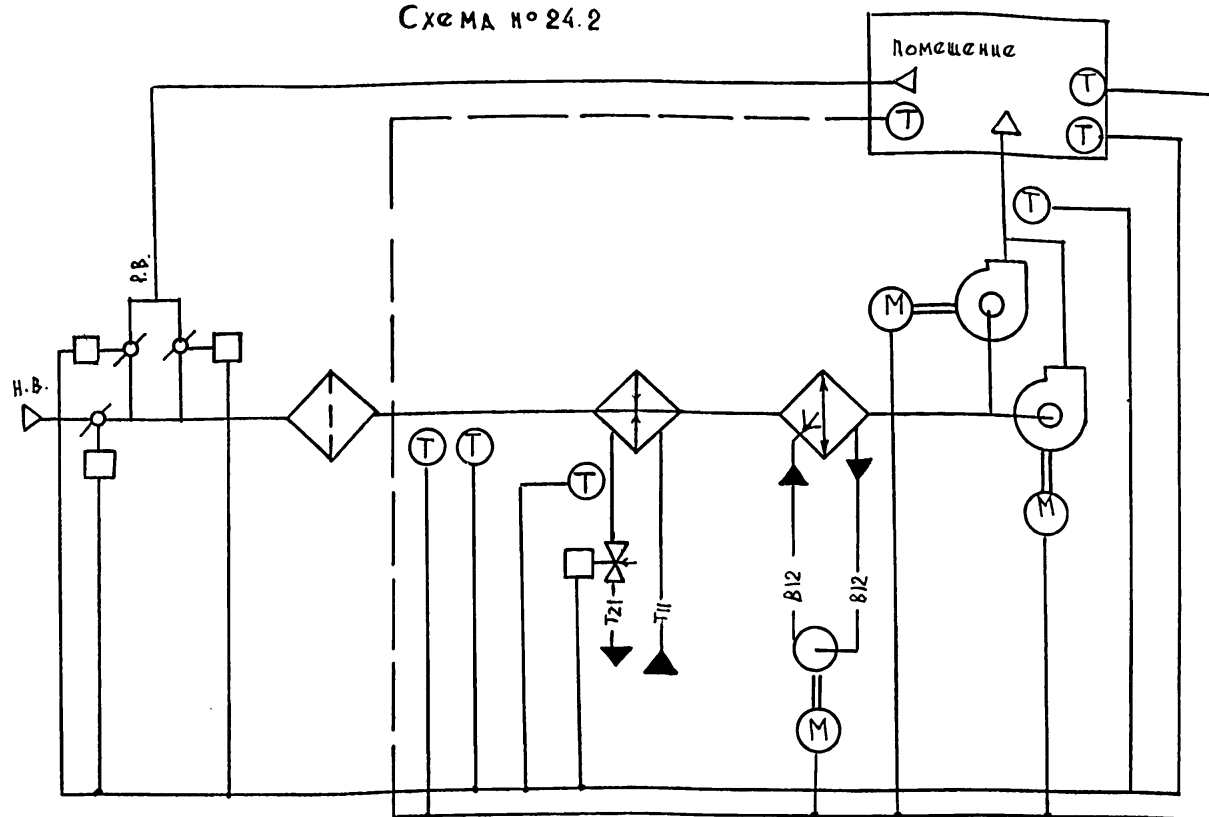 Схема № 24.2
Помещение
Т
Т
Т
Т
Р.В.
М
Н.В.
Т
Т
Т
М
Т21
Т11
В12
В12
М